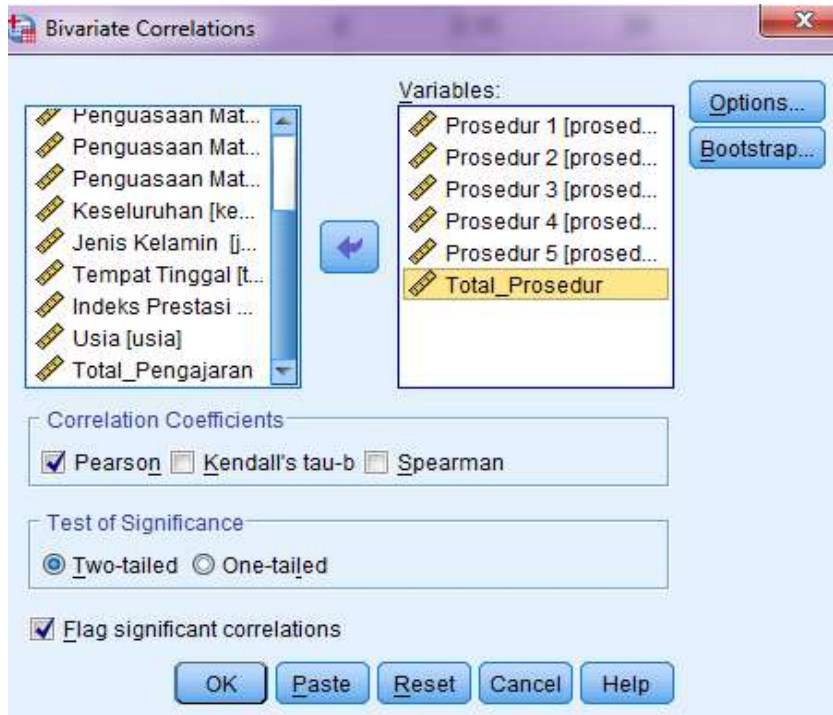 Bivariate Correlations
Penguasaan Mat...
Penguasaan Mat...
Penguasaan Mat...
Keseluruhan [ke...
Jenis Kelamin [j...
Tempat Tinggal [t...
Indeks Prestasi ...
Usia [usia]
Total_Pengajaran
Variables:
Prosedur 1 [prosed...
Prosedur 2 [prosed...
Prosedur 3 [prosed...
Prosedur 4 [prosed...
Prosedur 5 [prosed...
Total_Prosedur
Options...
Bootstrap...
Correlation Coefficients
Pearson Kendall's tau-b Spearman
Test of Significance
Two-tailed One-tailed
Flag significant correlations
OK Paste Reset Cancel Help